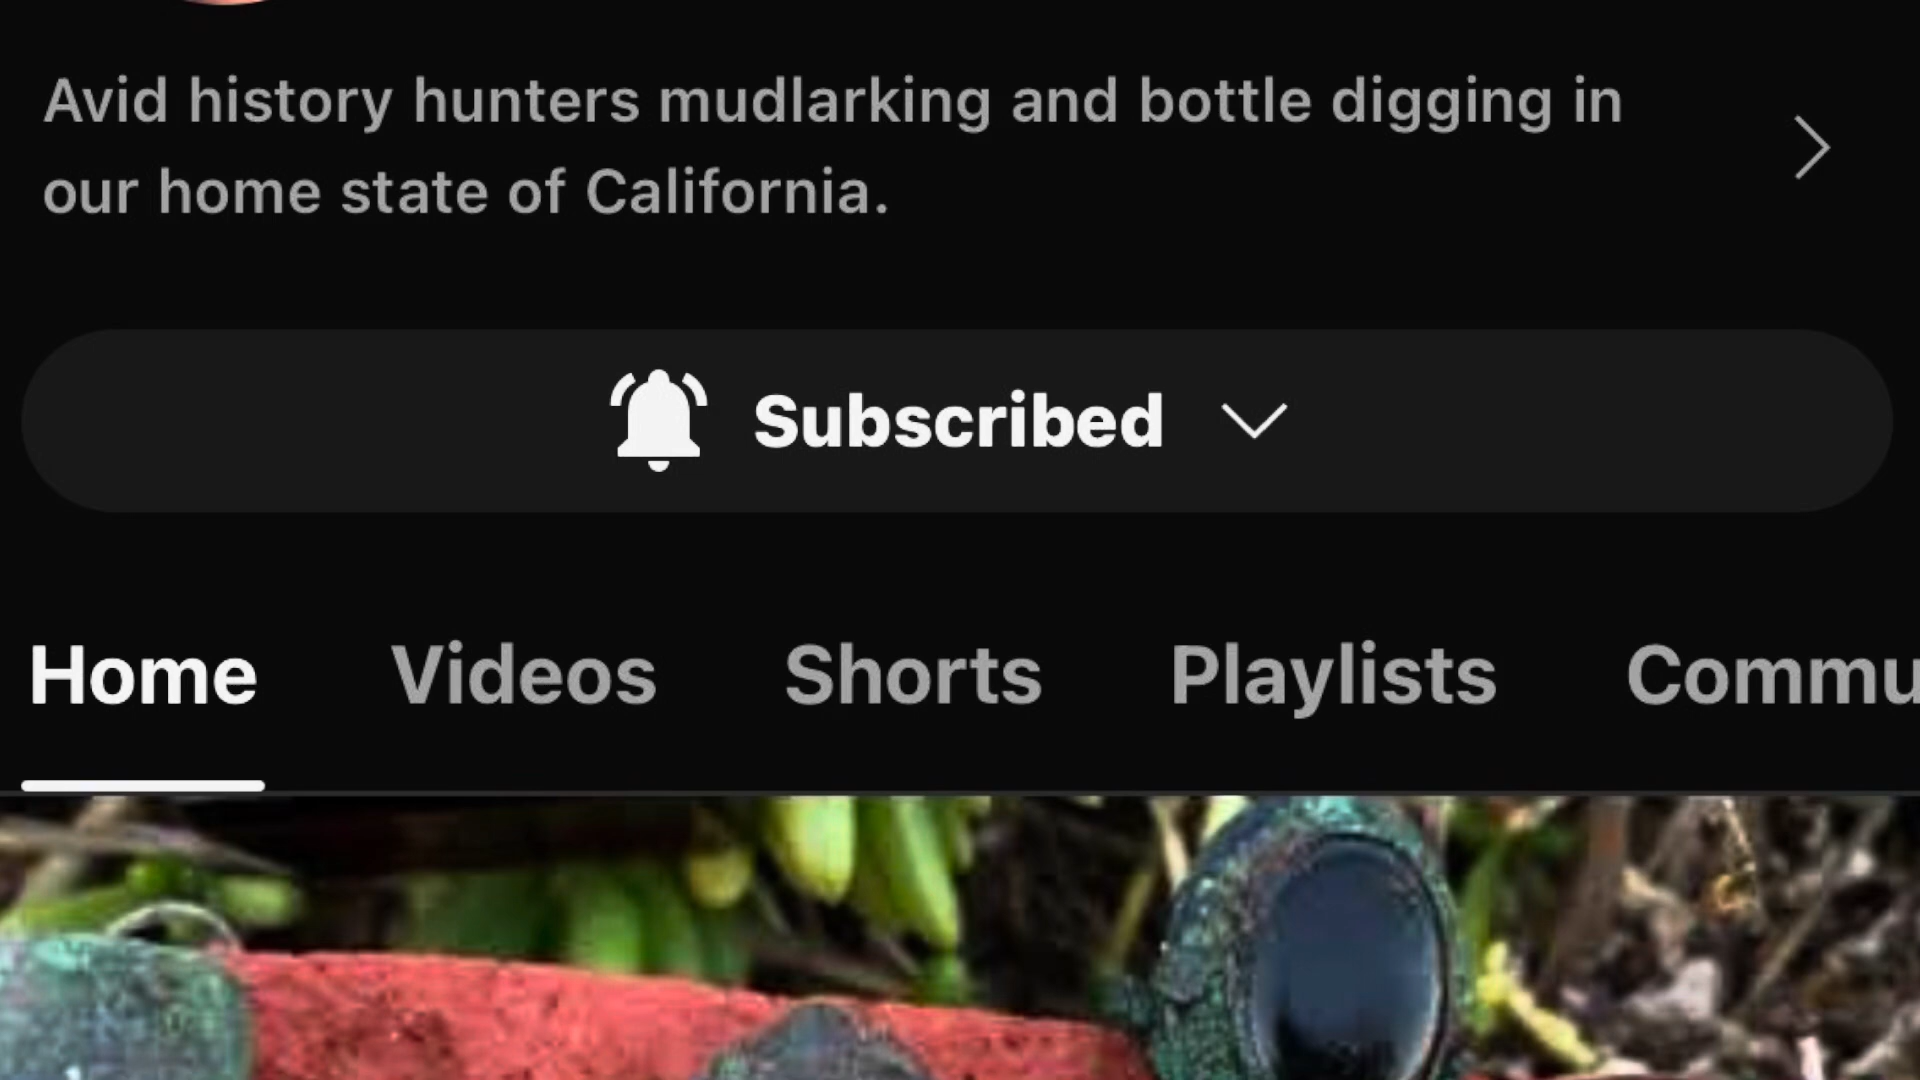 Avid history hunters mudlarking and bottle digging in
our home state of California.
Subscribed
Home Videos Shorts Playlists Commu